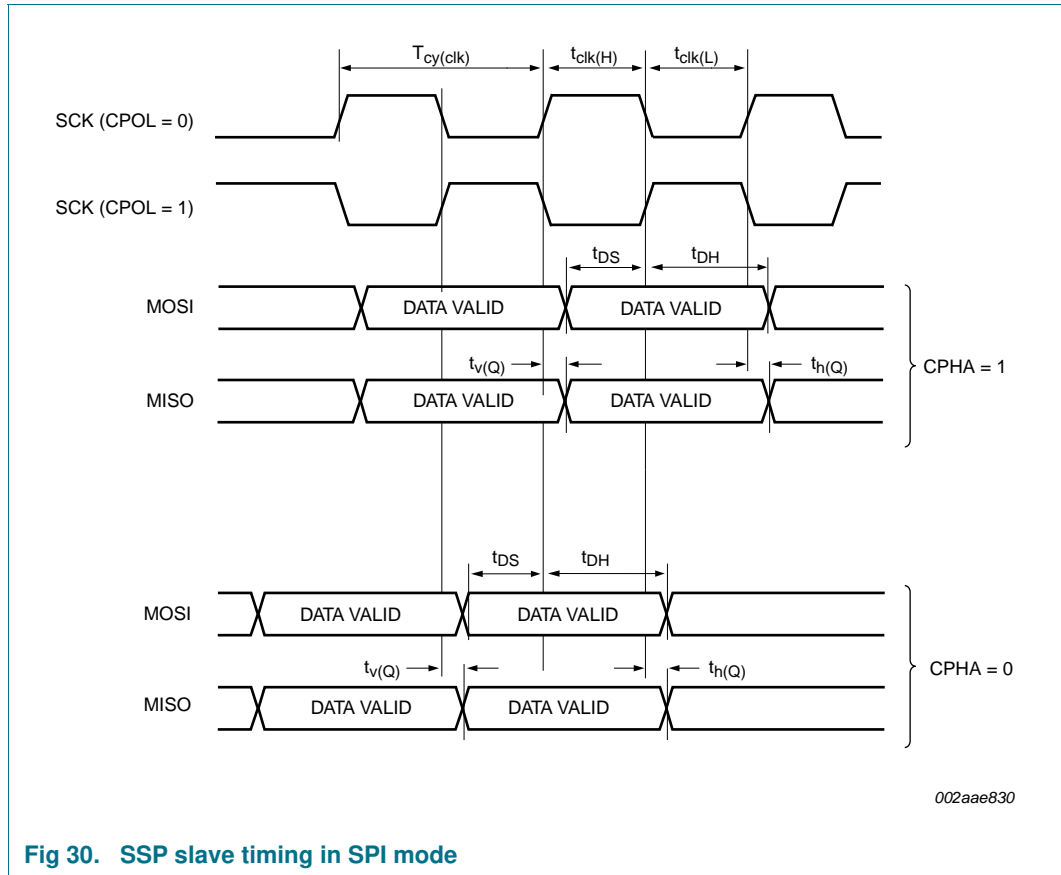 Tcy(clk) tclk(H) tclk(L)
SCK (CPOL = 0)
SCK (CPOL = 1)
tDS tDH
MOSI DATA VALID DATA VALID
tv(Q) th(Q)
CPHA = 1
MISO DATA VALID DATA VALID
tDS tDH
MOSI DATA VALID DATA VALID
tv(Q) th(Q)
CPHA = 0
MISO DATA VALID DATA VALID
002aae830
Fig 30. SSP slave timing in SPI mode